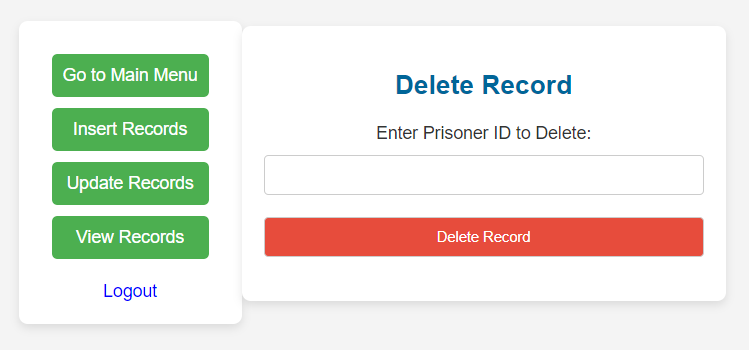 Go to Main Menu
Insert Records
Update Records
View Records
Logout
Delete Record
Enter Prisoner ID to Delete:
Delete Record